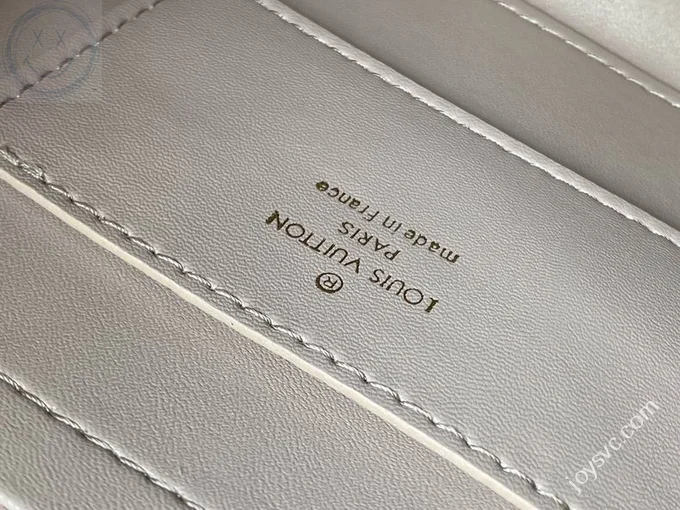 ®
LOUIS VUITTON
PARIS
made in France
joysvc.com